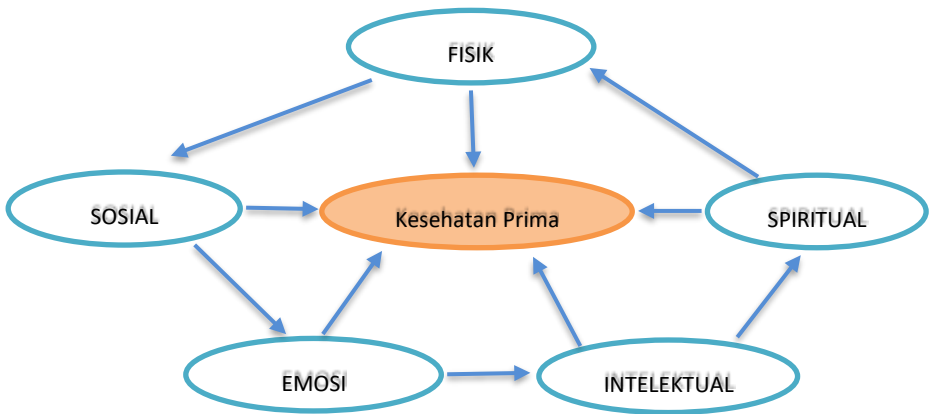 FISIK
SOSIAL
Kesehatan Prima
SPIRITUAL
EMOSI
INTELEKTUAL